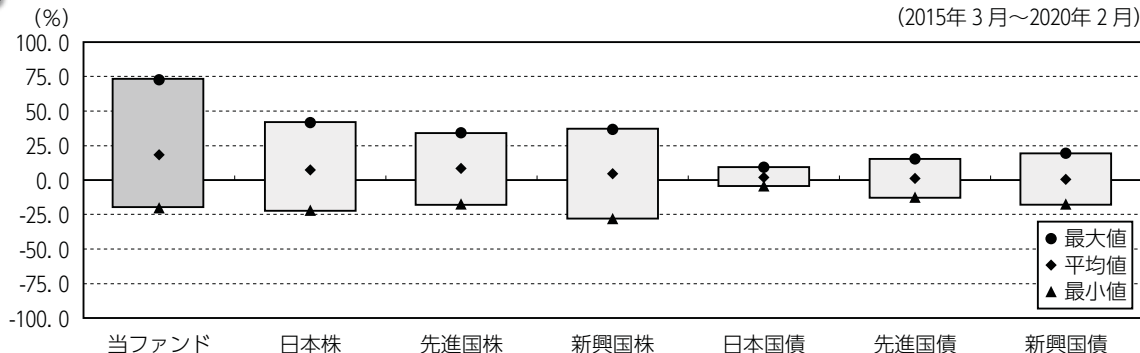 (%)
(2015年3月～2020年2月)
100.0
75.0
50.0
25.0
0.0
-25.0
-50.0
-75.0
-100.0
最大値
平均値
最小値
当ファンド 日本株 先進国株 新興国株 日本国債 先進国債 新興国債